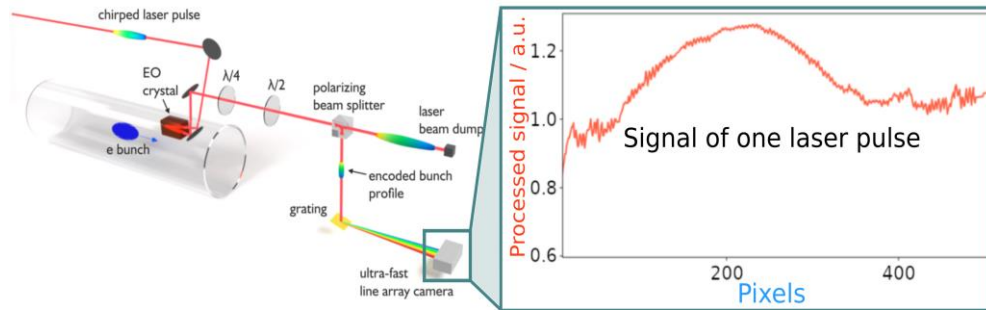 chirped laser pulse
EO
crystal
λ/4
λ/2
polarizing
beam splitter
laser
beam dump
e bunch
encoded bunch
profile
grating
ultra-fast
line array camera
Processed signal / a.u.
1.2
1.0
0.8
0.6
Signal of one laser pulse
200
400
Pixels